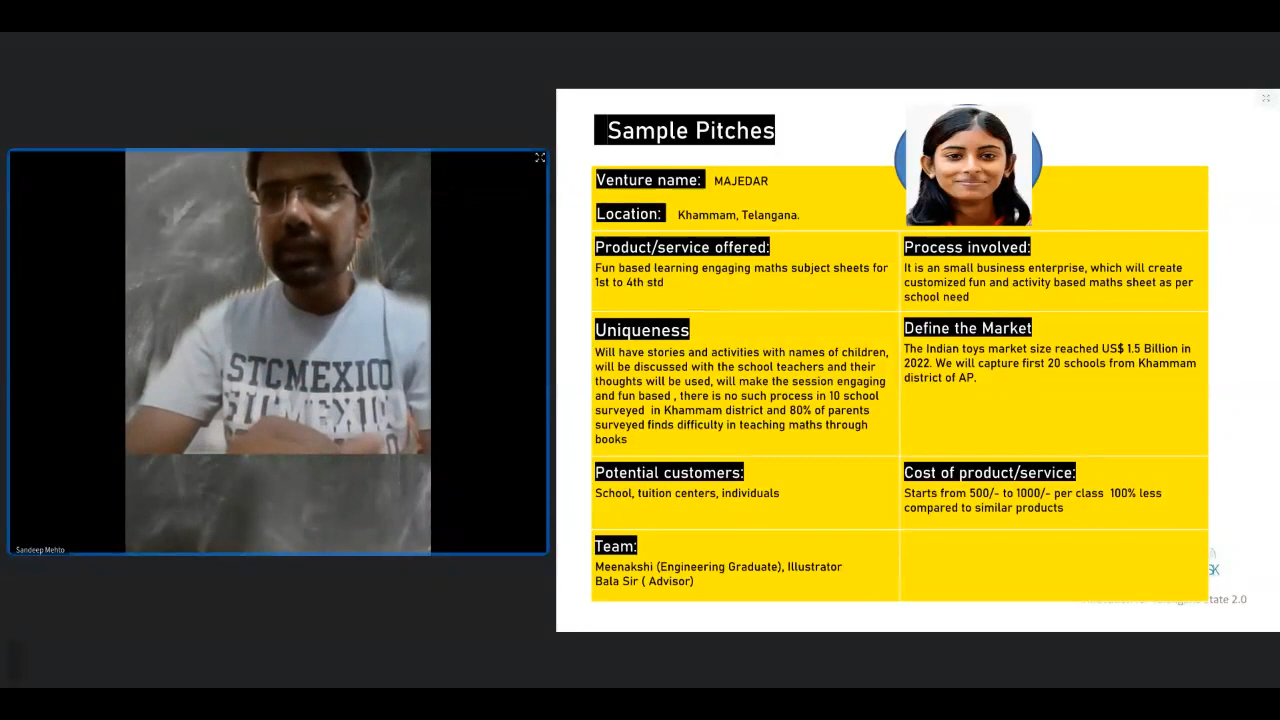 STCMEXICO
STCMEXICO
Sandeep Mehto
Sample Pitches
Venture name: MAJEDAR
Location: Khammam, Telangana.
Product/service offered:
Fun based learning engaging maths subject sheets for
1st to 4th std
Process involved:
It is an small business enterprise, which will create
customized fun and activity based maths sheet as per
school need
Uniqueness
Will have stories and activities with names of children,
will be discussed with the school teachers and their
thoughts will be used, will make the session engaging
and fun based , there is no such process in 10 school
surveyed in Khammam district and 80% of parents
surveyed finds difficulty in teaching maths through
books
Define the Market
The Indian toys market size reached US$ 1.5 Billion in
2022. We will capture first 20 schools from Khammam
district of AP.
Potential customers:
School, tuition centers, individuals
Cost of product/service:
Starts from 500/- to 1000/- per class 100% less
compared to similar products
Team:
Meenakshi (Engineering Graduate), Illustrator
Bala Sir ( Advisor)
SK
State 2.0